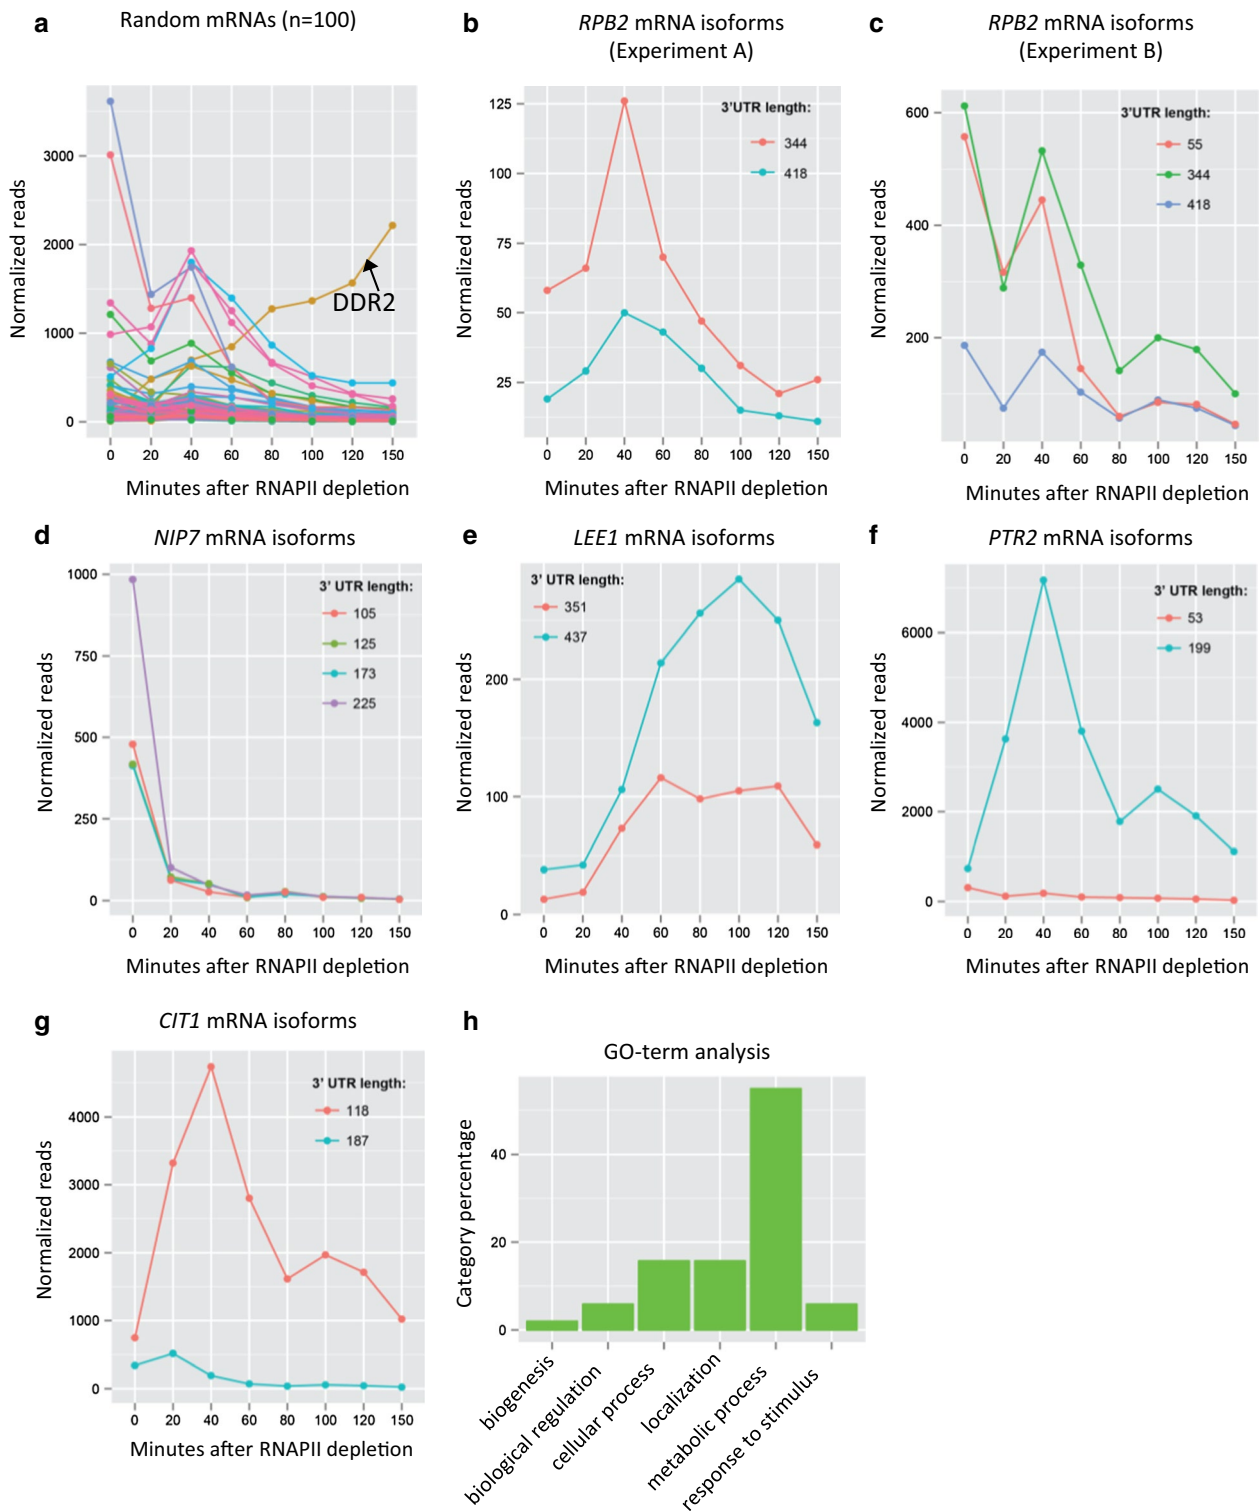 a
Random mRNAs (n=100)
Normalized reads
3000
2000
1000
0
DDR2
0 20 40 60 80 100 120 150
Minutes after RNAPII depletion
b
RPB2 mRNA isoforms
(Experiment A)
Normalized reads
125
100
75
50
25
3'UTR length:
344
418
0 20 40 60 80 100 120 150
Minutes after RNAPII depletion
c
RPB2 mRNA isoforms
(Experiment B)
Normalized reads
600
400
200
3'UTR length:
55
344
418
0 20 40 60 80 100 120 150
Minutes after RNAPII depletion
d
NIP7 mRNA isoforms
Normalized reads
1000
750
500
250
0
3' UTR length:
105
125
173
225
0 20 40 60 80 100 120 150
Minutes after RNAPII depletion
e
LEE1 mRNA isoforms
Normalized reads
200
100
0
3' UTR length:
351
437
0 20 40 60 80 100 120 150
Minutes after RNAPII depletion
f
PTR2 mRNA isoforms
Normalized reads
6000
4000
2000
0
3' UTR length:
53
199
0 20 40 60 80 100 120 150
Minutes after RNAPII depletion
g
CIT1 mRNA isoforms
Normalized reads
4000
3000
2000
1000
0
3' UTR length:
118
187
0 20 40 60 80 100 120 150
Minutes after RNAPII depletion
h
GO-term analysis
Category percentage
40
20
0
biogenesis
biological regulation
cellular process
localization
metabolic process
response to stimulus